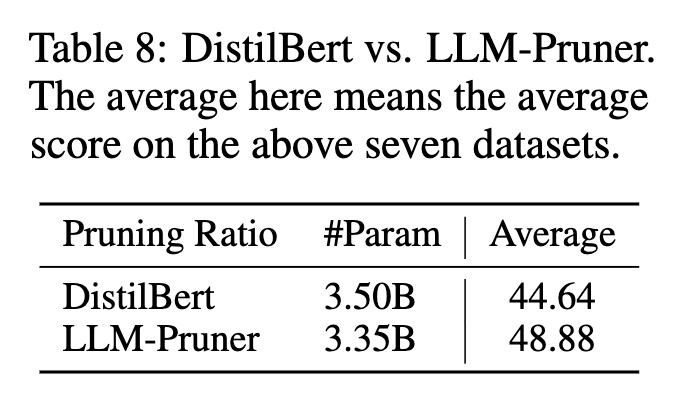 Table 8: DistilBert vs. LLM-Pruner.
The average here means the average
score on the above seven datasets.
Pruning Ratio #Param Average
DistilBert 3.50B 44.64
LLM-Pruner 3.35B 48.88